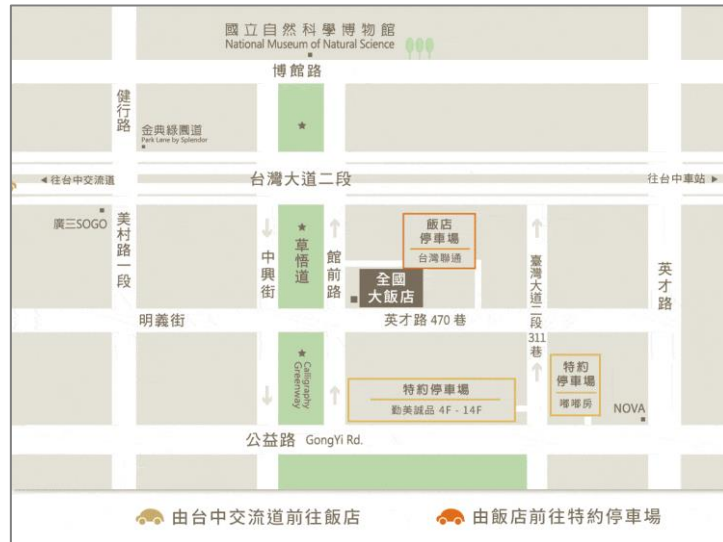 國立自然科學博物館
National Museum of Natural Science
博館路
健行路
金典綠園道
Park Lane by Splendor
◀ 往台中交流道
台灣大道二段
往台中車站 ▶
廣三SOGO
美村路一段
中興街
草悟道
館前路
飯店
停車場
台灣聯通
全國
大飯店
臺灣大道二段311巷
英才路
明義街
英才路 470 巷
Calligraphy
Greenway
特約停車場
勤美誠品 4F - 14F
特約
停車場
嘟嘟房
NOVA
公益路 GongYi Rd.
由台中交流道前往飯店
由飯店前往特約停車場